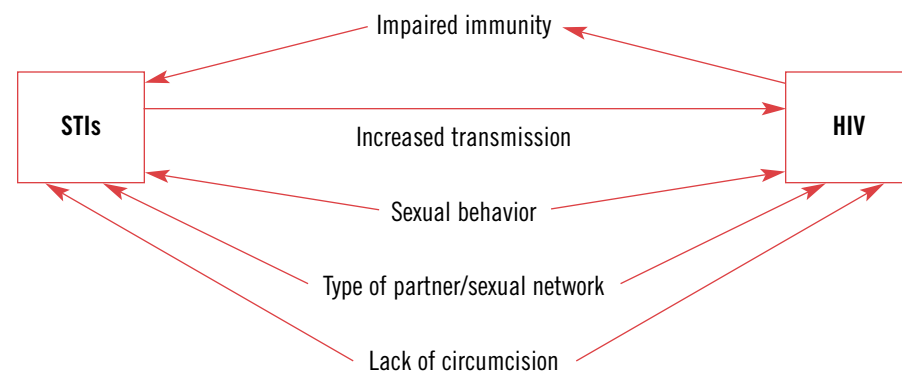 Impaired immunity
STIs
HIV
Increased transmission
Sexual behavior
Type of partner/sexual network
Lack of circumcision